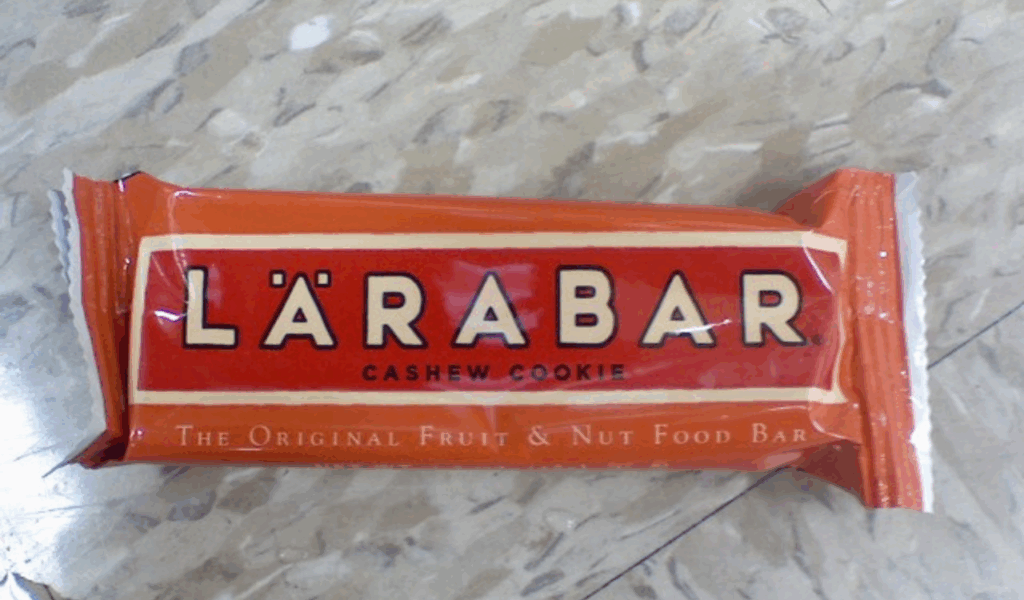 LÄRABAR®
CASHEW COOKIE
THE ORIGINAL FRUIT & NUT FOOD BAR